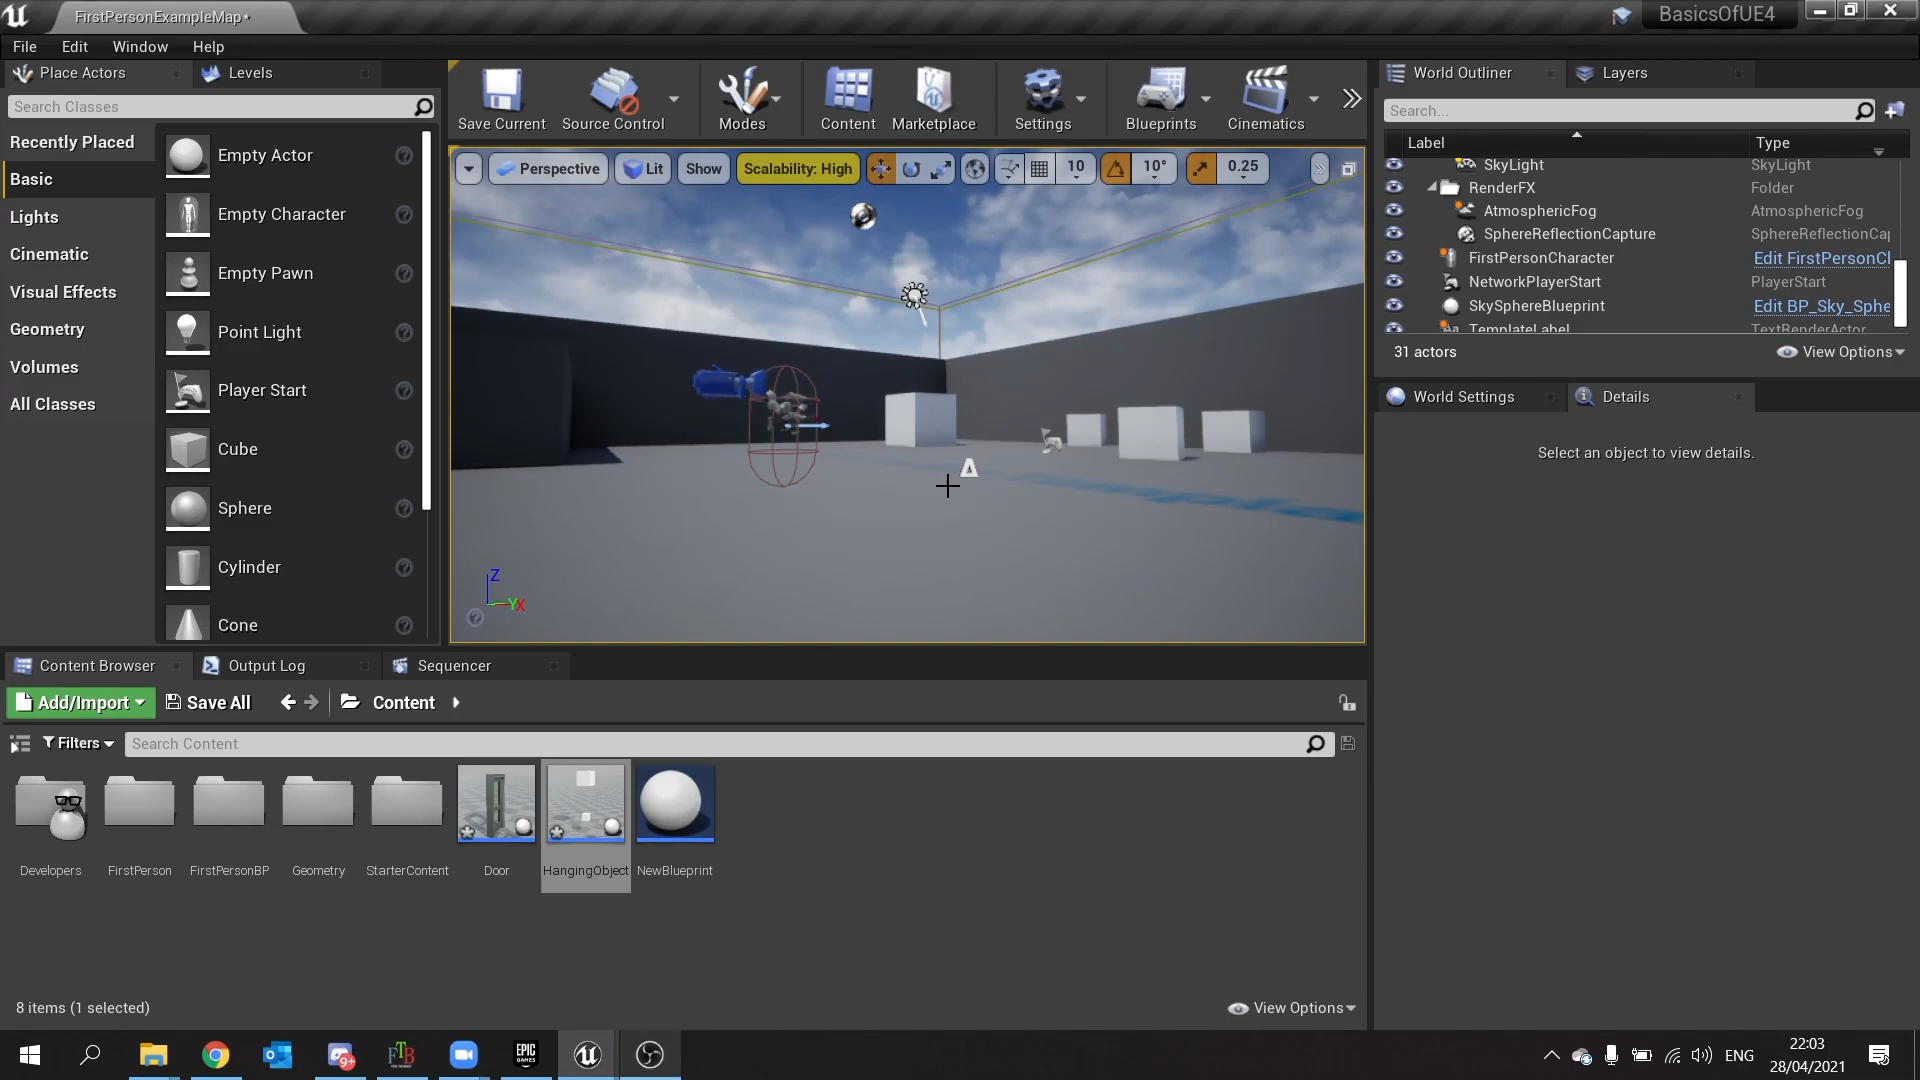 FirstPersonExampleMap*
BasicsOfUE4
File Edit Window Help
Place Actors
Levels
Search Classes
Recently Placed
Basic
Lights
Cinematic
Visual Effects
Geometry
Volumes
All Classes
Empty Actor
Empty Character
Empty Pawn
Point Light
Player Start
Cube
Sphere
Cylinder
Cone
Save Current
Source Control
Modes
Content
Marketplace
Settings
Blueprints
Cinematics
Perspective
Lit
Show
Scalability: High
10
10°
0.25
Z
Y
X
World Outliner
Layers
Search...
Label Type
SkyLight SkyLight
RenderFX Folder
AtmosphericFog AtmosphericFog
SphereReflectionCapture SphereReflectionCap
FirstPersonCharacter Edit FirstPersonCl
NetworkPlayerStart PlayerStart
SkySphereBlueprint Edit BP_Sky_Sphe
TemplateLabel TextRenderActor
31 actors
View Options
World Settings
Details
Select an object to view details.
Content Browser
Output Log
Sequencer
Add/Import
Save All
Content
Filters
Search Content
Developers
FirstPerson
FirstPersonBP
Geometry
StarterContent
Door
HangingObject
NewBlueprint
8 items (1 selected)
View Options
9+
FTB
EPIC
GAMES
ENG
22:03
28/04/2021